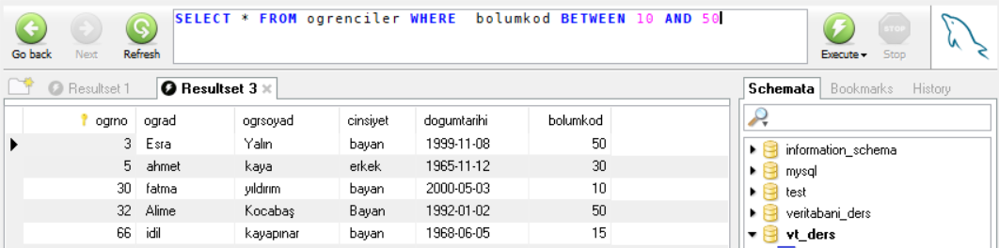 SELECT * FROM ogrenciler WHERE  bolumkod BETWEEN 10 AND 50
Go back Next Refresh Execute Stop
STOP
Resultset 1 Resultset 3 Schemata Bookmarks History
ogrno ograd ogrsoyad cinsiyet dogumtarihi bolumkod
3 Esra Yalın bayan 1999-11-08 50
5 ahmet kaya erkek 1965-11-12 30
30 fatma yıldırım bayan 2000-05-03 10
32 Alime Kocabaş Bayan 1992-01-02 50
66 idil kayapınar bayan 1968-06-05 15
information_schema
mysql
test
veritabani_ders
vt_ders